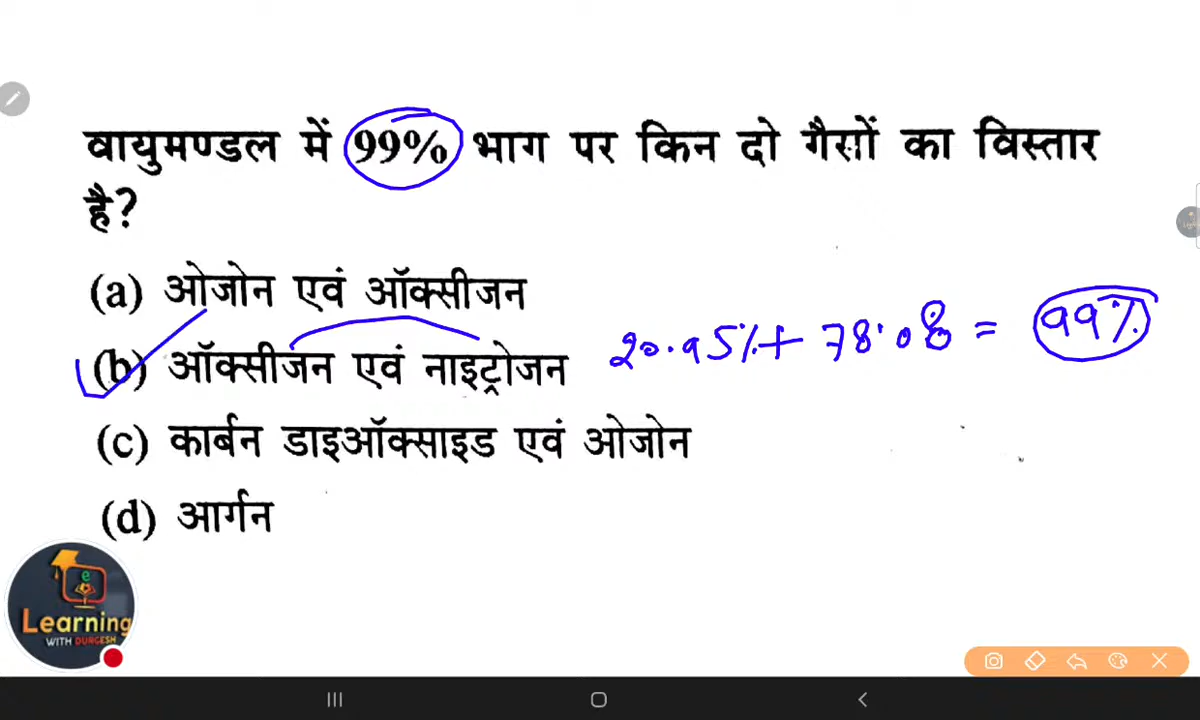 वायुमण्डल में 99% भाग पर किन दो गैसों का विस्तार
है?
(a) ओजोन एवं ऑक्सीजन
(b) ऑक्सीजन एवं नाइट्रोजन
20.95% + 78.08 = 99%
(c) कार्बन डाइऑक्साइड एवं ओजोन
(d) आर्गन
e
Learning
WITH DURGESH